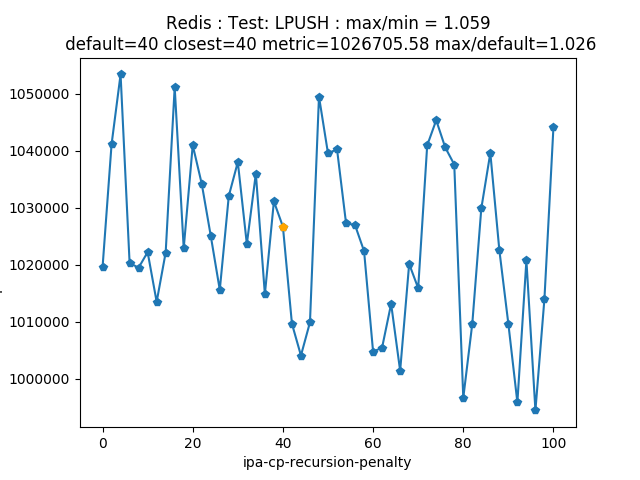 Redis : Test: LPUSH : max/min = 1.059
default=40 closest=40 metric=1026705.58 max/default=1.026
1050000
1040000
1030000
1020000
1010000
1000000
0 20 40 60 80 100
ipa-cp-recursion-penalty